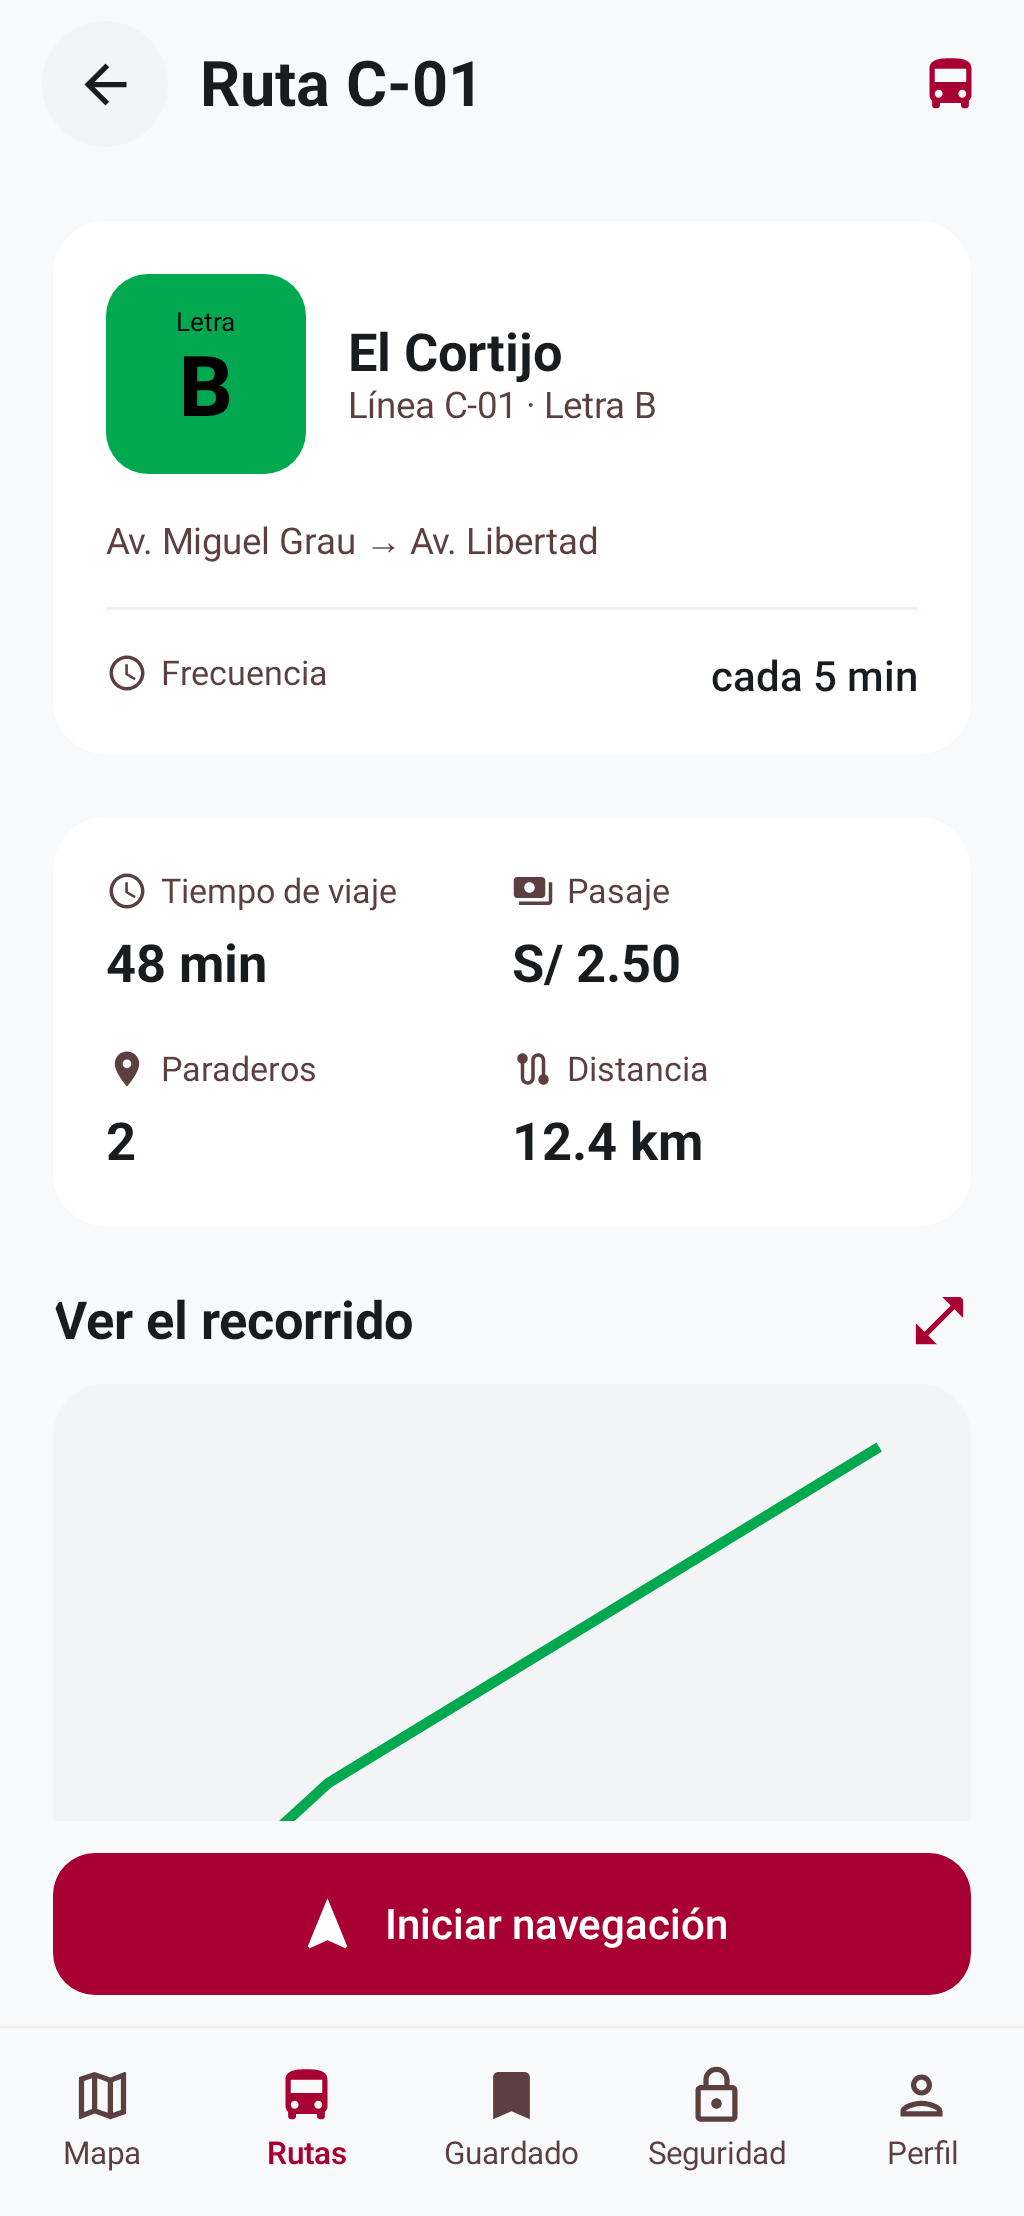 Ruta C-01
Letra
B
El Cortijo
Línea C-01 · Letra B
Av. Miguel Grau → Av. Libertad
Frecuencia
cada 5 min
Tiempo de viaje
Pasaje
48 min
S/ 2.50
Paraderos
Distancia
2
12.4 km
Ver el recorrido
Iniciar navegación
Mapa
Rutas
Guardado
Seguridad
Perfil